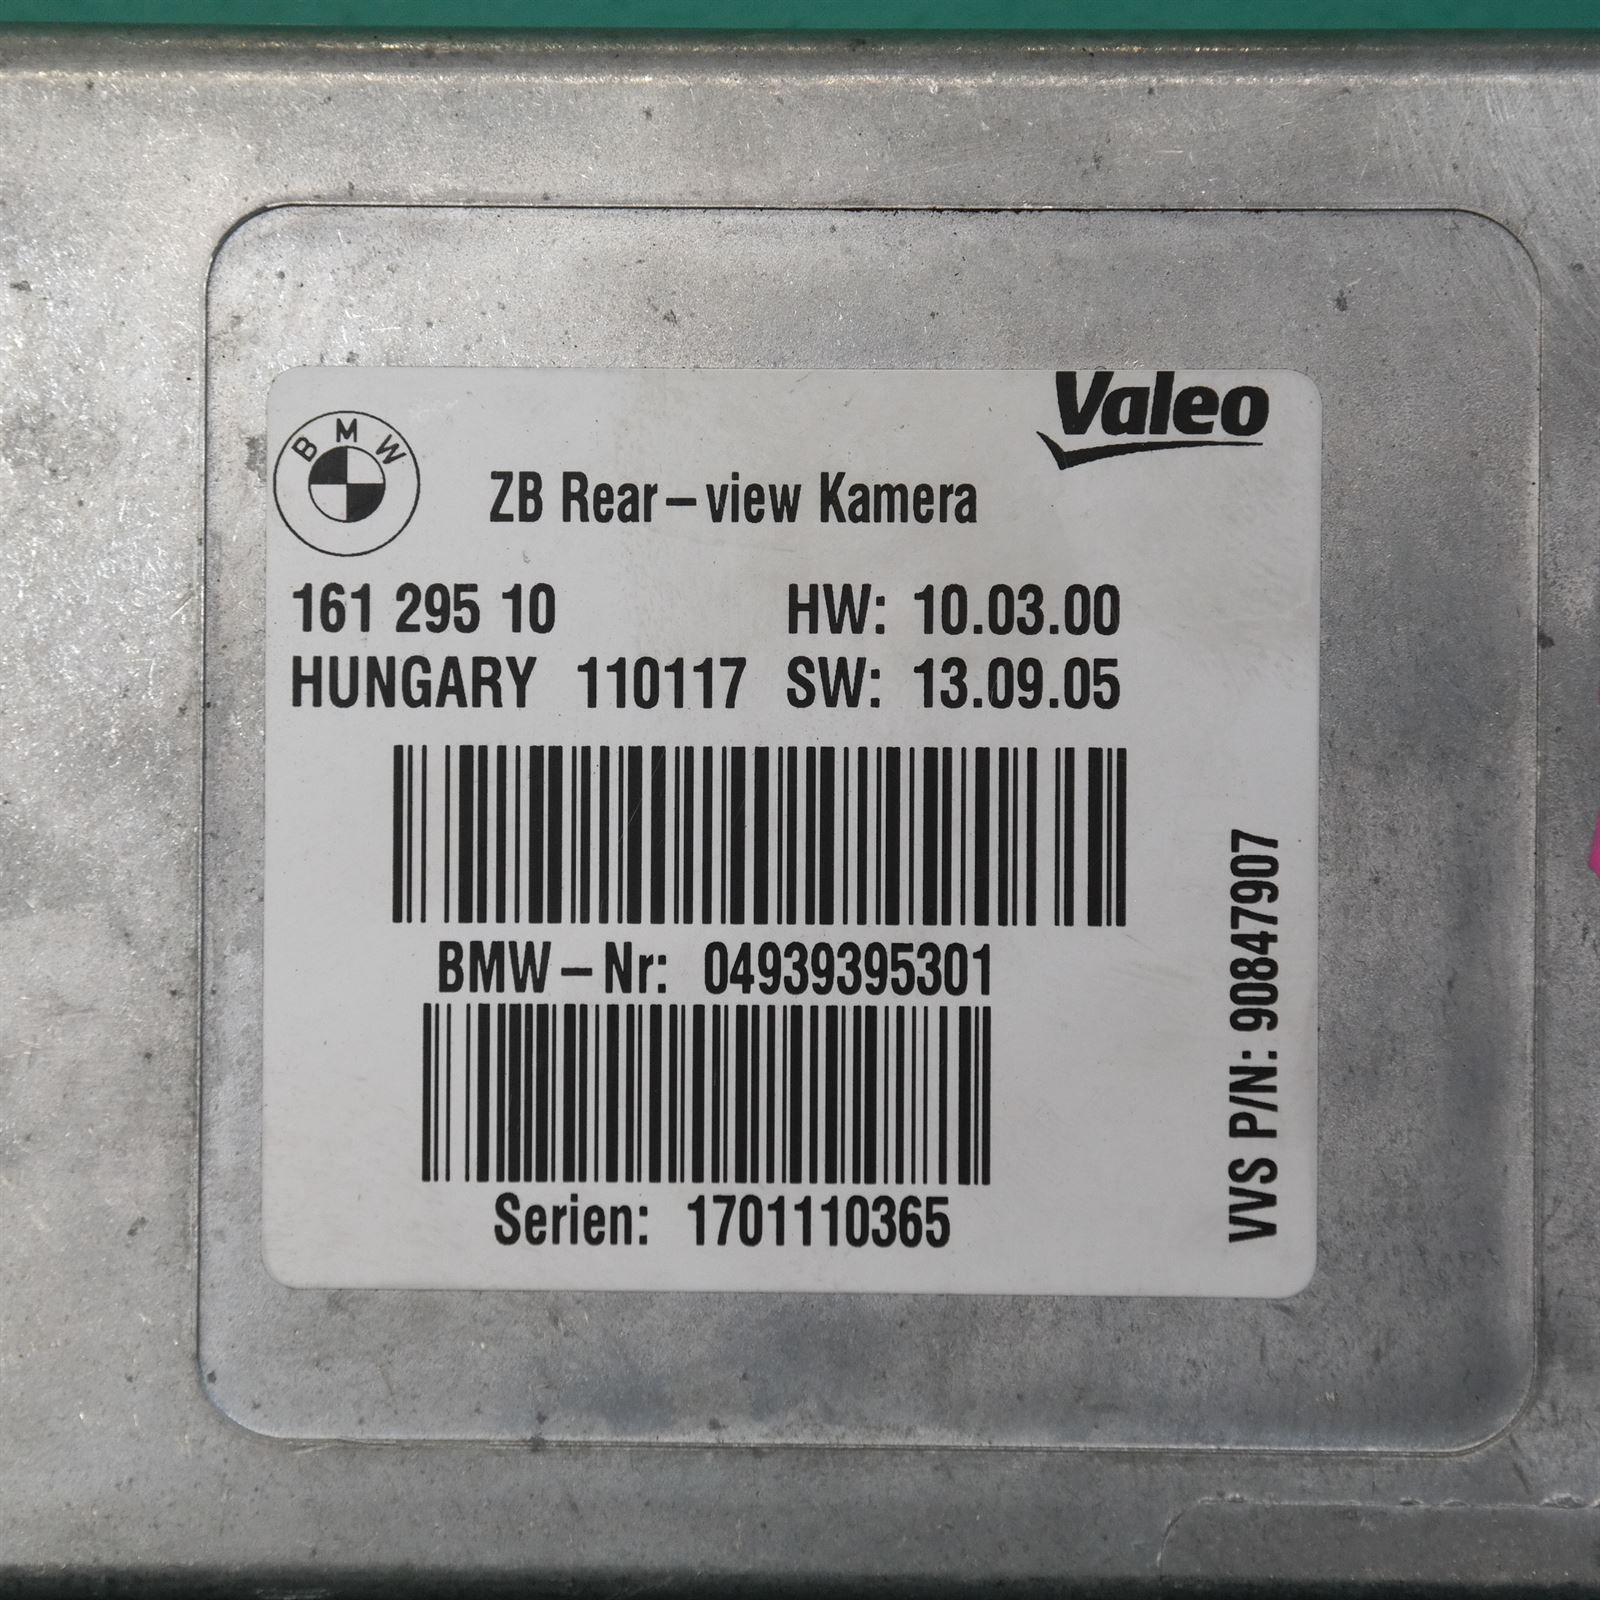 BMW
Valeo
ZB Rear-view Kamera
161 295 10 HW: 10.03.00
HUNGARY 110117 SW: 13.09.05
BMW-Nr: 04939395301
Serien: 1701110365
VVS P/N: 90847907